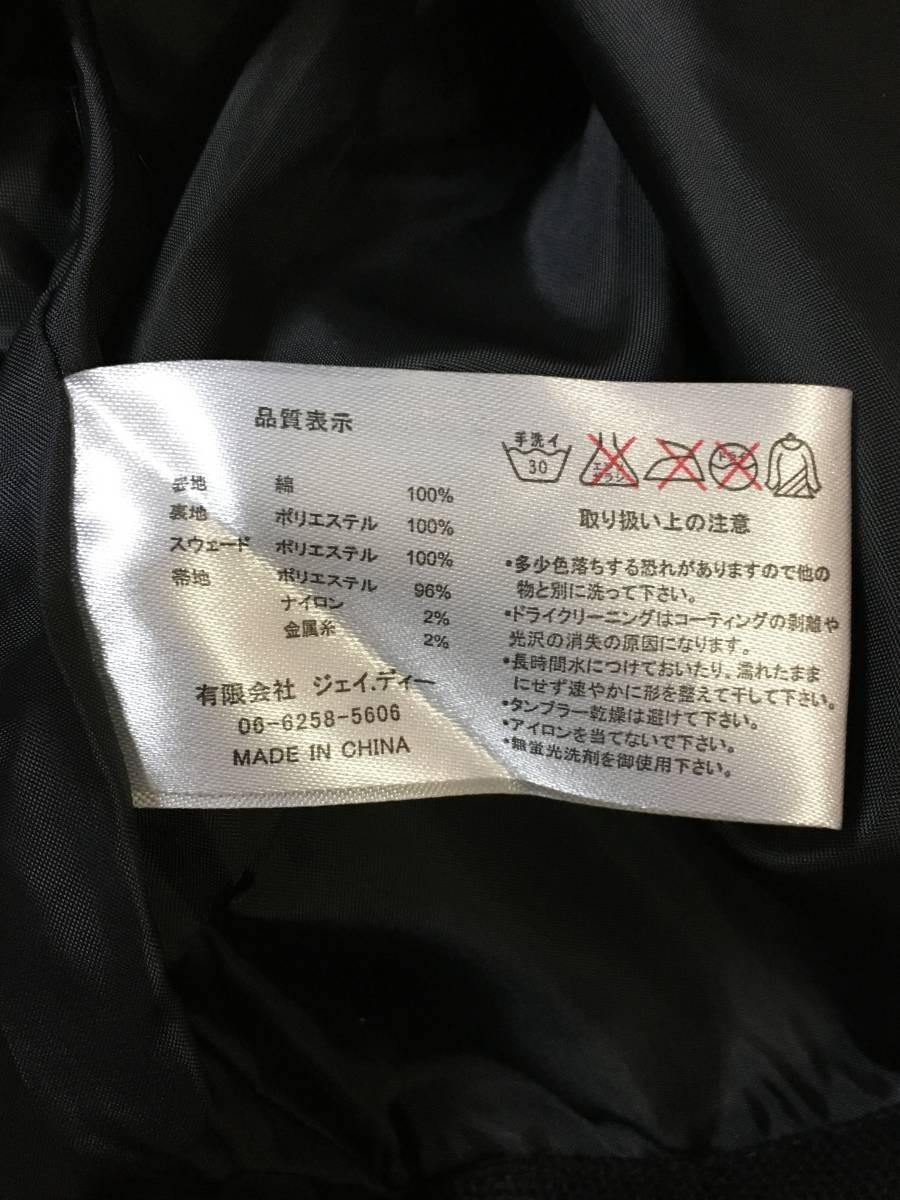 品質表示
表地 綿 100%
裏地 ポリエステル 100%
スウェード ポリエステル 100%
帯地 ポリエステル 96%
ナイロン 2%
金属糸 2%
有限会社 ジェイ.ディー
06-6258-5606
MADE IN CHINA
手洗イ
30
エンソ
サラシ
ドライ
取り扱い上の注意
・多少色落ちする恐れがありますので他の
物と別に洗って下さい。
・ドライクリーニングはコーティングの剥離や
光沢の消失の原因になります。
・長時間水につけておいたり、濡れたまま
にせず速やかに形を整えて干して下さい。
・タンブラー乾燥は避けて下さい。
・アイロンを当てないで下さい。
・無蛍光洗剤を御使用下さい。